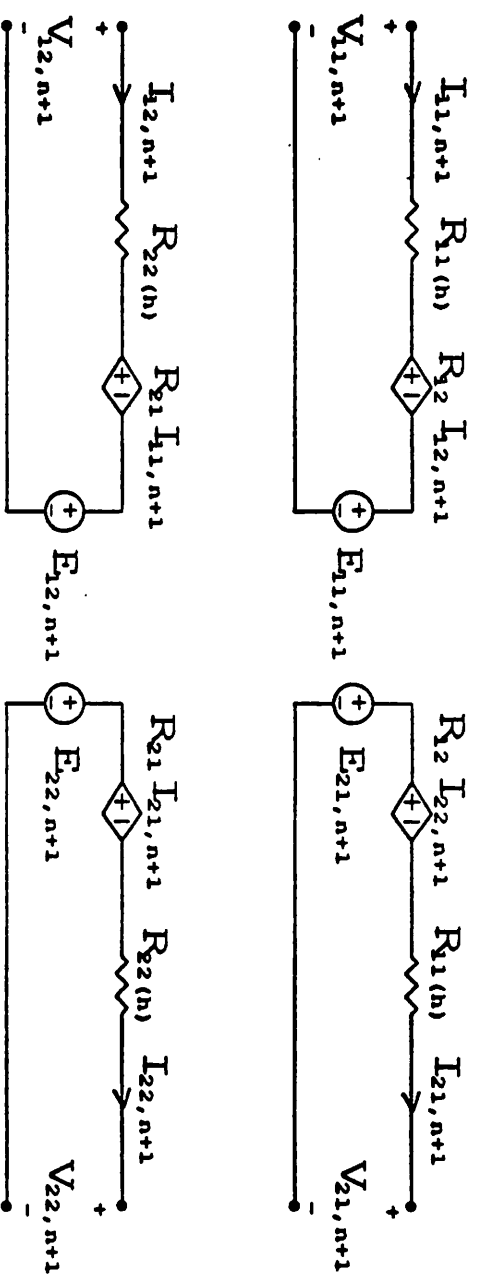 I11,n+1 R11(h) R12 I12,n+1 R12 I22,n+1 R11(h) I21,n+1
+ + − + − +
V11,n+1 + − E11,n+1 + − E21,n+1 V21,n+1
− −
I12,n+1 R22(h) R21 I11,n+1 R21 I21,n+1 R22(h) I22,n+1
+ + − + − +
V12,n+1 + − E12,n+1 + − E22,n+1 V22,n+1
− −